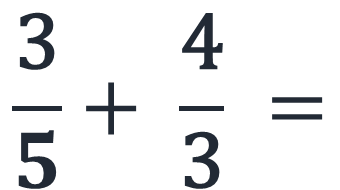 3/5 + 4/3 =